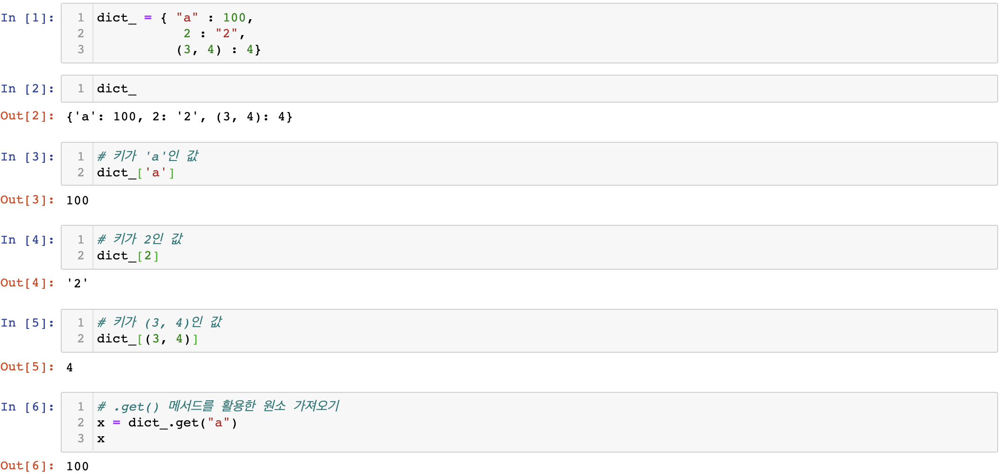 In [1]:
1 dict_ = { "a" : 100,
2            2 : "2",
3           (3, 4) : 4}
In [2]:
1 dict_
Out[2]: {'a': 100, 2: '2', (3, 4): 4}
In [3]:
1 # 키가 'a'인 값
2 dict_['a']
Out[3]: 100
In [4]:
1 # 키가 2인 값
2 dict_[2]
Out[4]: '2'
In [5]:
1 # 키가 (3, 4)인 값
2 dict_[(3, 4)]
Out[5]: 4
In [6]:
1 # .get() 메서드를 활용한 원소 가져오기
2 x = dict_.get("a")
3 x
Out[6]: 100